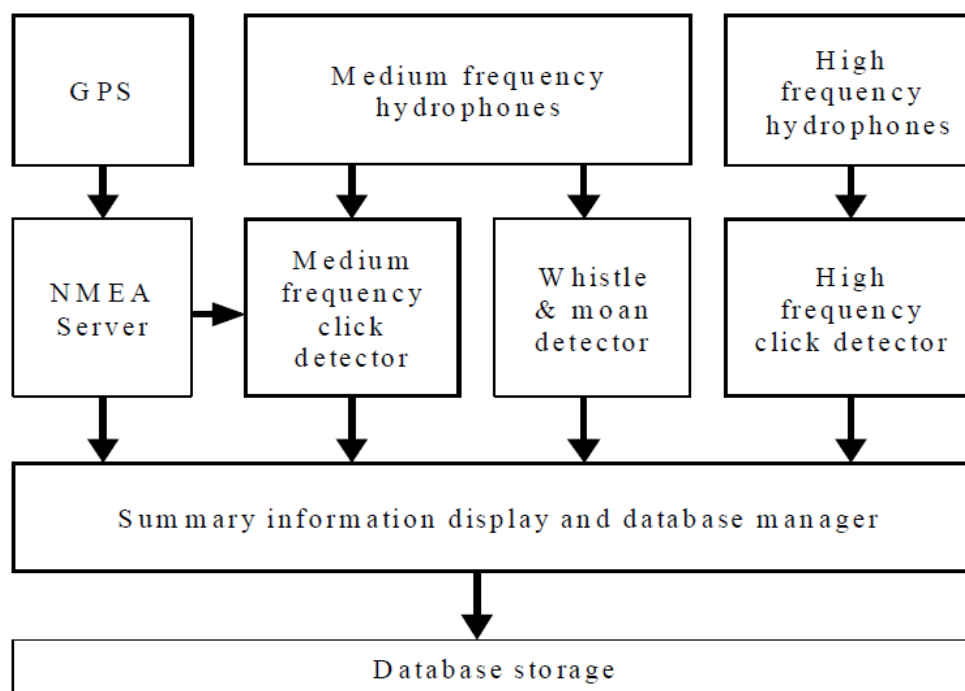 GPS
Medium frequency
hydrophones
High
frequency
hydrophones
NMEA
Server
Medium
frequency
click
detector
Whistle
& moan
detector
High
frequency
click detector
Summary information display and database manager
Database storage